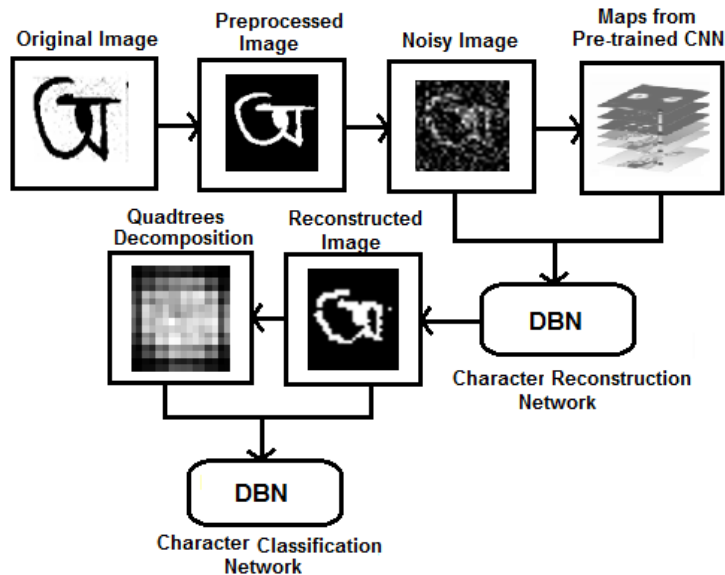 Original Image
Preprocessed
Image
Noisy Image
Maps from
Pre-trained CNN
অ
অ
Quadtrees
Decomposition
Reconstructed
Image
অ
DBN
Character Reconstruction
Network
DBN
Character Classification
Network